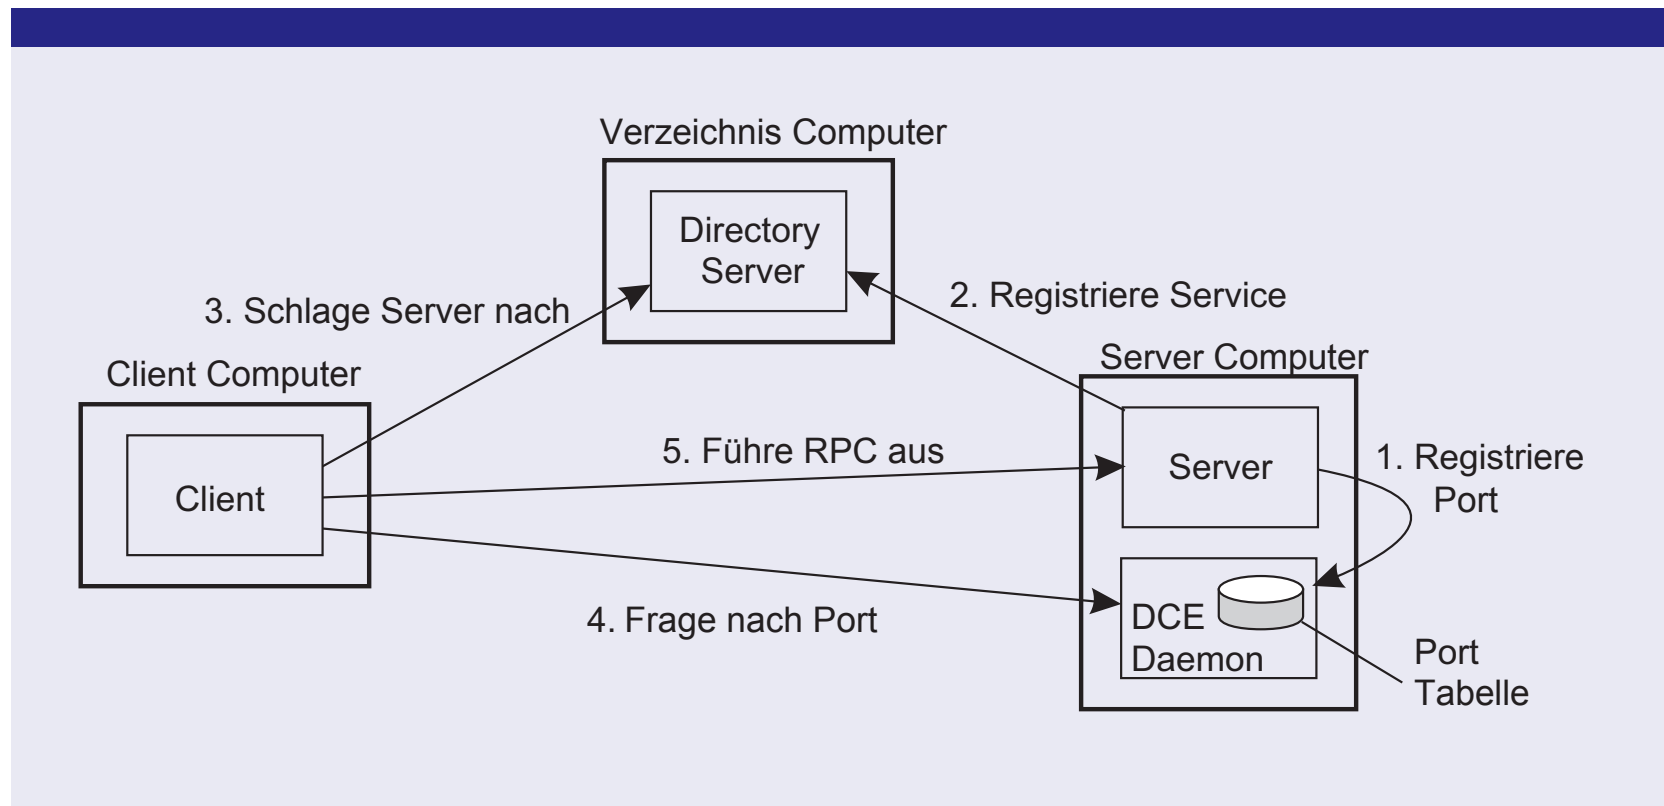 Verzeichnis Computer
Directory
Server
3. Schlage Server nach
2. Registriere Service
Client Computer
Server Computer
Client
5. Führe RPC aus
Server
1. Registriere
Port
4. Frage nach Port
DCE
Daemon
Port
Tabelle